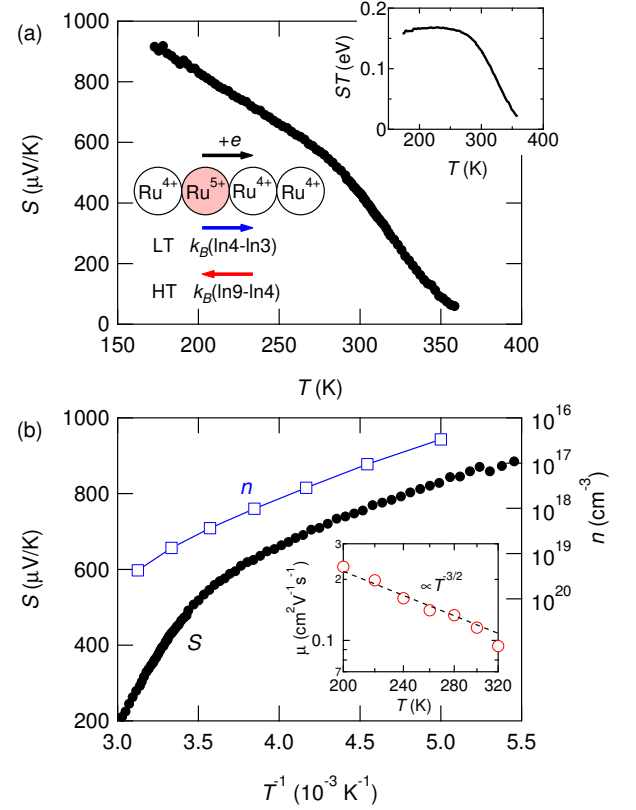 (a)
1000
800
600
400
200
0
S (μV/K)
150
200
250
300
350
400
T (K)
ST (eV)
0.2
0.1
0
200
300
400
T (K)
+e
Ru4+ Ru5+ Ru4+ Ru4+
LT kB(ln4-ln3)
HT kB(ln9-ln4)
(b)
1000
800
600
400
200
S (μV/K)
3.0
3.5
4.0
4.5
5.0
5.5
T-1 (10-3 K-1)
10^16
10^17
10^18
10^19
10^20
n (cm-3)
n
S
μ (cm2V-1s-1)
3
2
0.1
7
∝T-3/2
200
240
280
320
T (K)